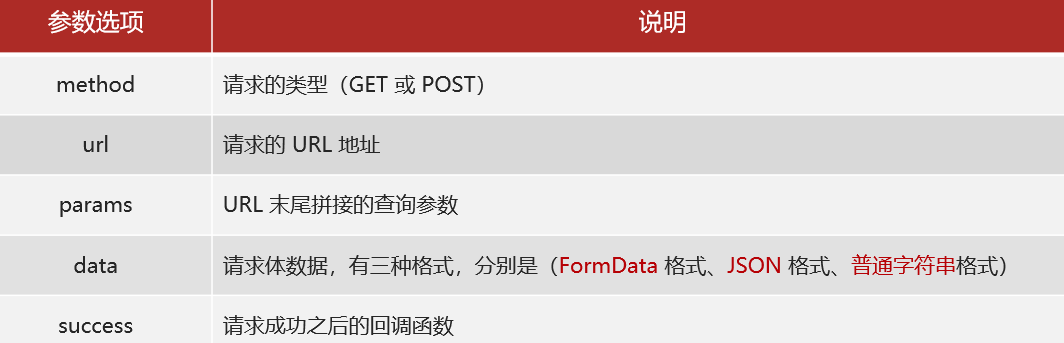 参数选项 说明
method 请求的类型（GET 或 POST）
url 请求的 URL 地址
params URL 末尾拼接的查询参数
data 请求体数据，有三种格式，分别是（FormData 格式、JSON 格式、普通字符串格式）
success 请求成功之后的回调函数